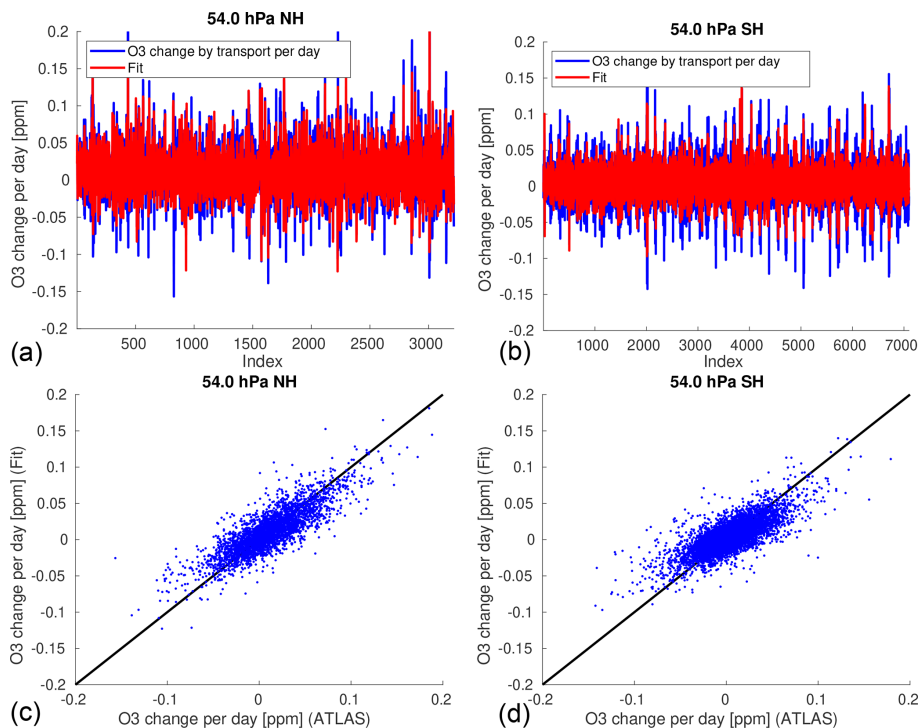 54.0 hPa NH
0.2
0.15
0.1
0.05
0
-0.05
-0.1
-0.15
-0.2
O3 change per day [ppm]
O3 change by transport per day
Fit
500 1000 1500 2000 2500 3000
Index
(a)
54.0 hPa SH
0.2
0.15
0.1
0.05
0
-0.05
-0.1
-0.15
-0.2
O3 change per day [ppm]
O3 change by transport per day
Fit
1000 2000 3000 4000 5000 6000 7000
Index
(b)
54.0 hPa NH
0.2
0.15
0.1
0.05
0
-0.05
-0.1
-0.15
-0.2
O3 change per day [ppm] (Fit)
-0.2 -0.1 0 0.1 0.2
O3 change per day [ppm] (ATLAS)
(c)
54.0 hPa SH
0.2
0.15
0.1
0.05
0
-0.05
-0.1
-0.15
-0.2
O3 change per day [ppm] (Fit)
-0.2 -0.1 0 0.1 0.2
O3 change per day [ppm] (ATLAS)
(d)